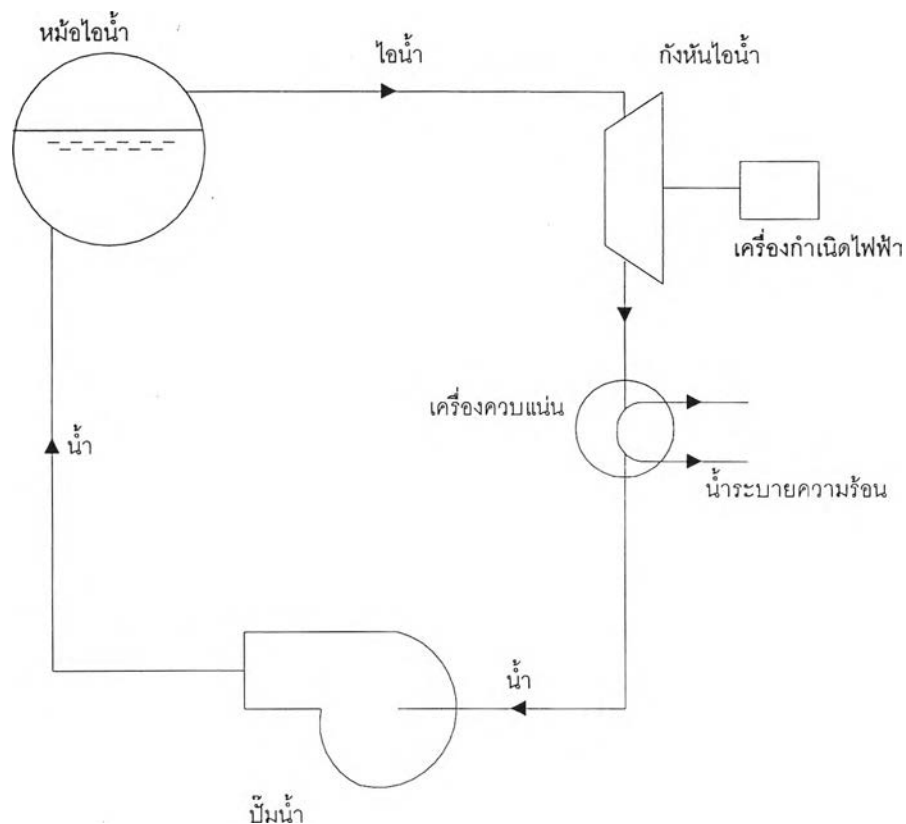 หม้อไอน้ำ
ไอน้ำ
กังหันไอน้ำ
เครื่องกำเนิดไฟฟ้า
เครื่องควบแน่น
น้ำ
น้ำระบายความร้อน
น้ำ
ปั๊มน้ำ